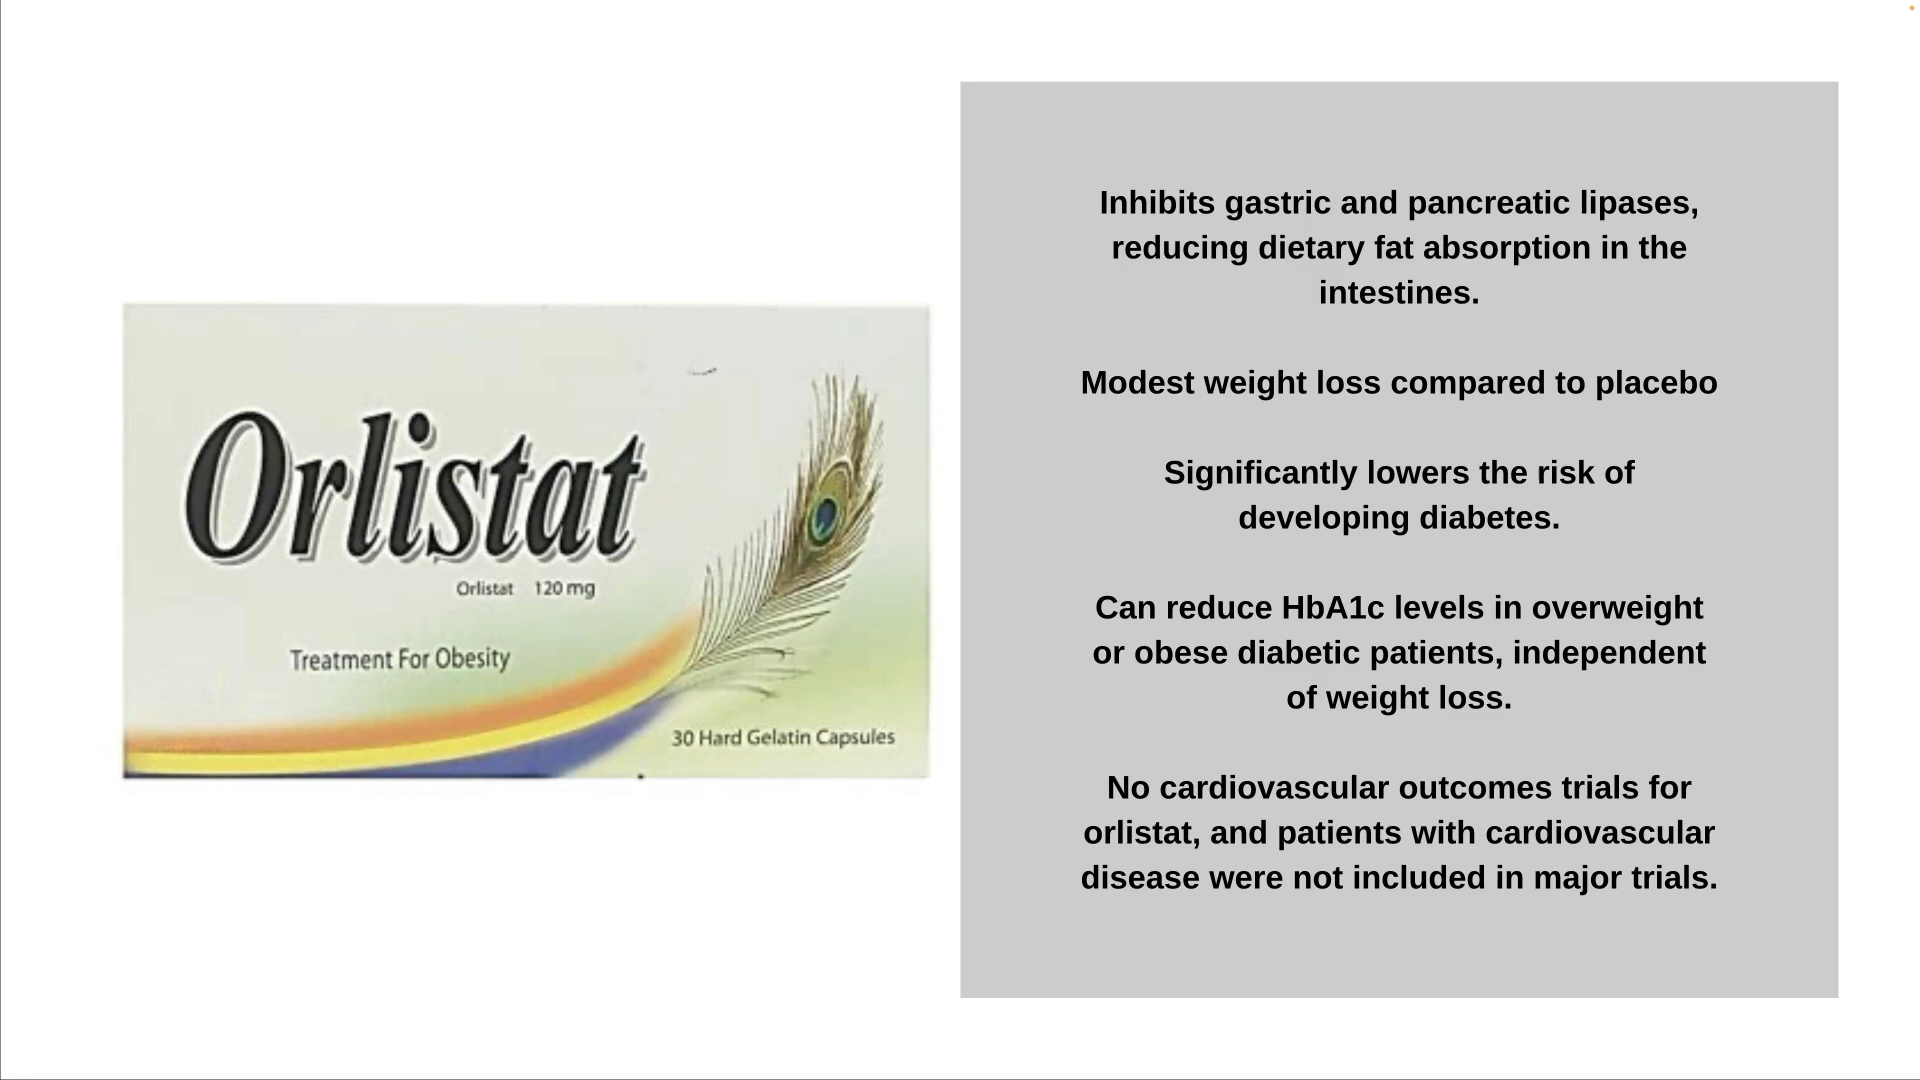 Orlistat
Orlistat 120 mg
Treatment For Obesity
30 Hard Gelatin Capsules
Inhibits gastric and pancreatic lipases,
reducing dietary fat absorption in the
intestines.
Modest weight loss compared to placebo
Significantly lowers the risk of
developing diabetes.
Can reduce HbA1c levels in overweight
or obese diabetic patients, independent
of weight loss.
No cardiovascular outcomes trials for
orlistat, and patients with cardiovascular
disease were not included in major trials.